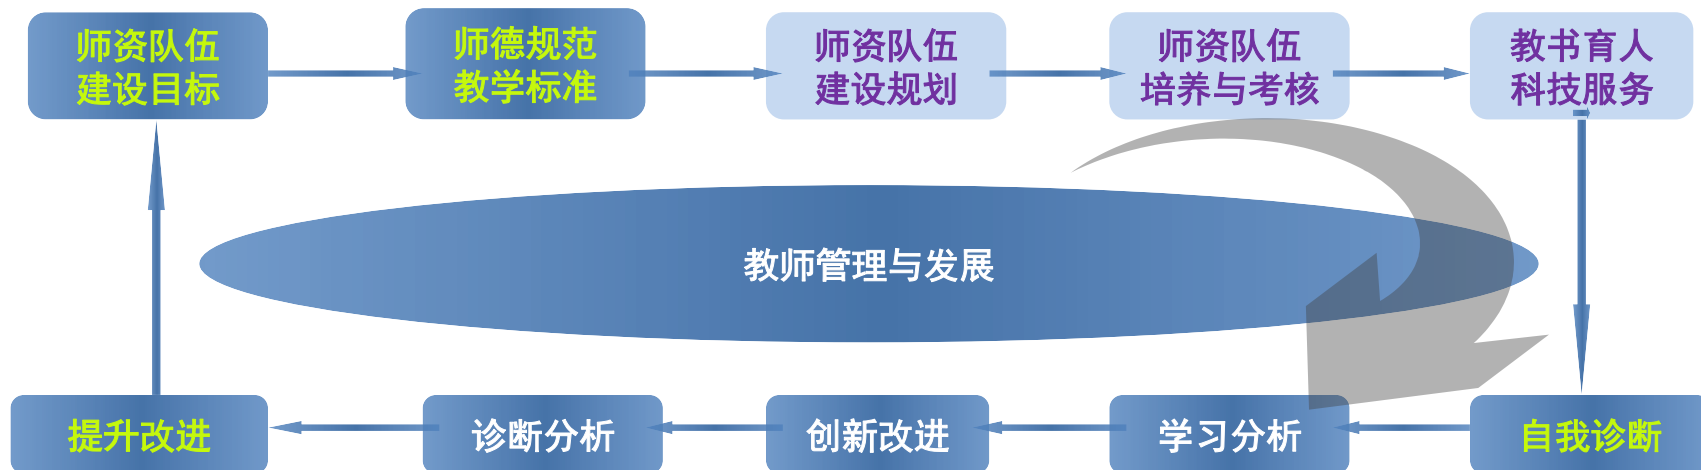 师资队伍
建设目标
师德规范
教学标准
师资队伍
建设规划
师资队伍
培养与考核
教书育人
科技服务
教师管理与发展
提升改进
诊断分析
创新改进
学习分析
自我诊断